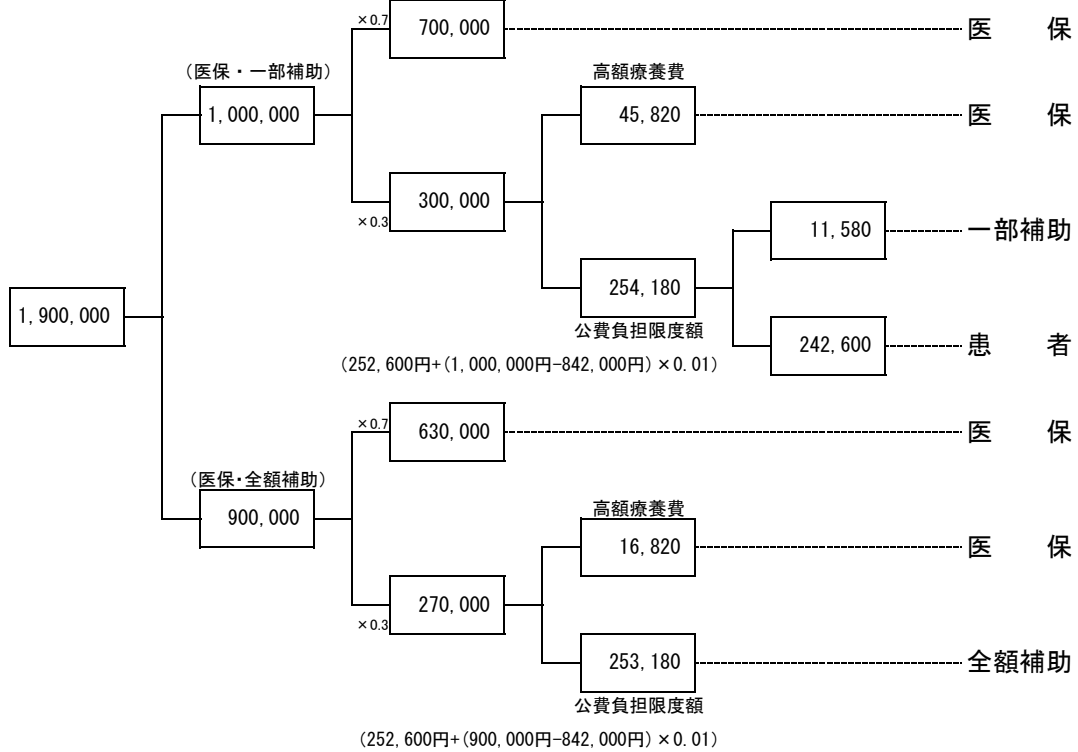 ×0.7
700,000
医 保
(医保・一部補助)
1,000,000
高額療養費
45,820
医 保
×0.3
300,000
11,580
一部補助
254,180
公費負担限度額
242,600
患 者
(252,600円+(1,000,000円-842,000円)×0.01)
1,900,000
×0.7
630,000
医 保
(医保・全額補助)
900,000
高額療養費
16,820
医 保
×0.3
270,000
253,180
全額補助
公費負担限度額
(252,600円+(900,000円-842,000円)×0.01)